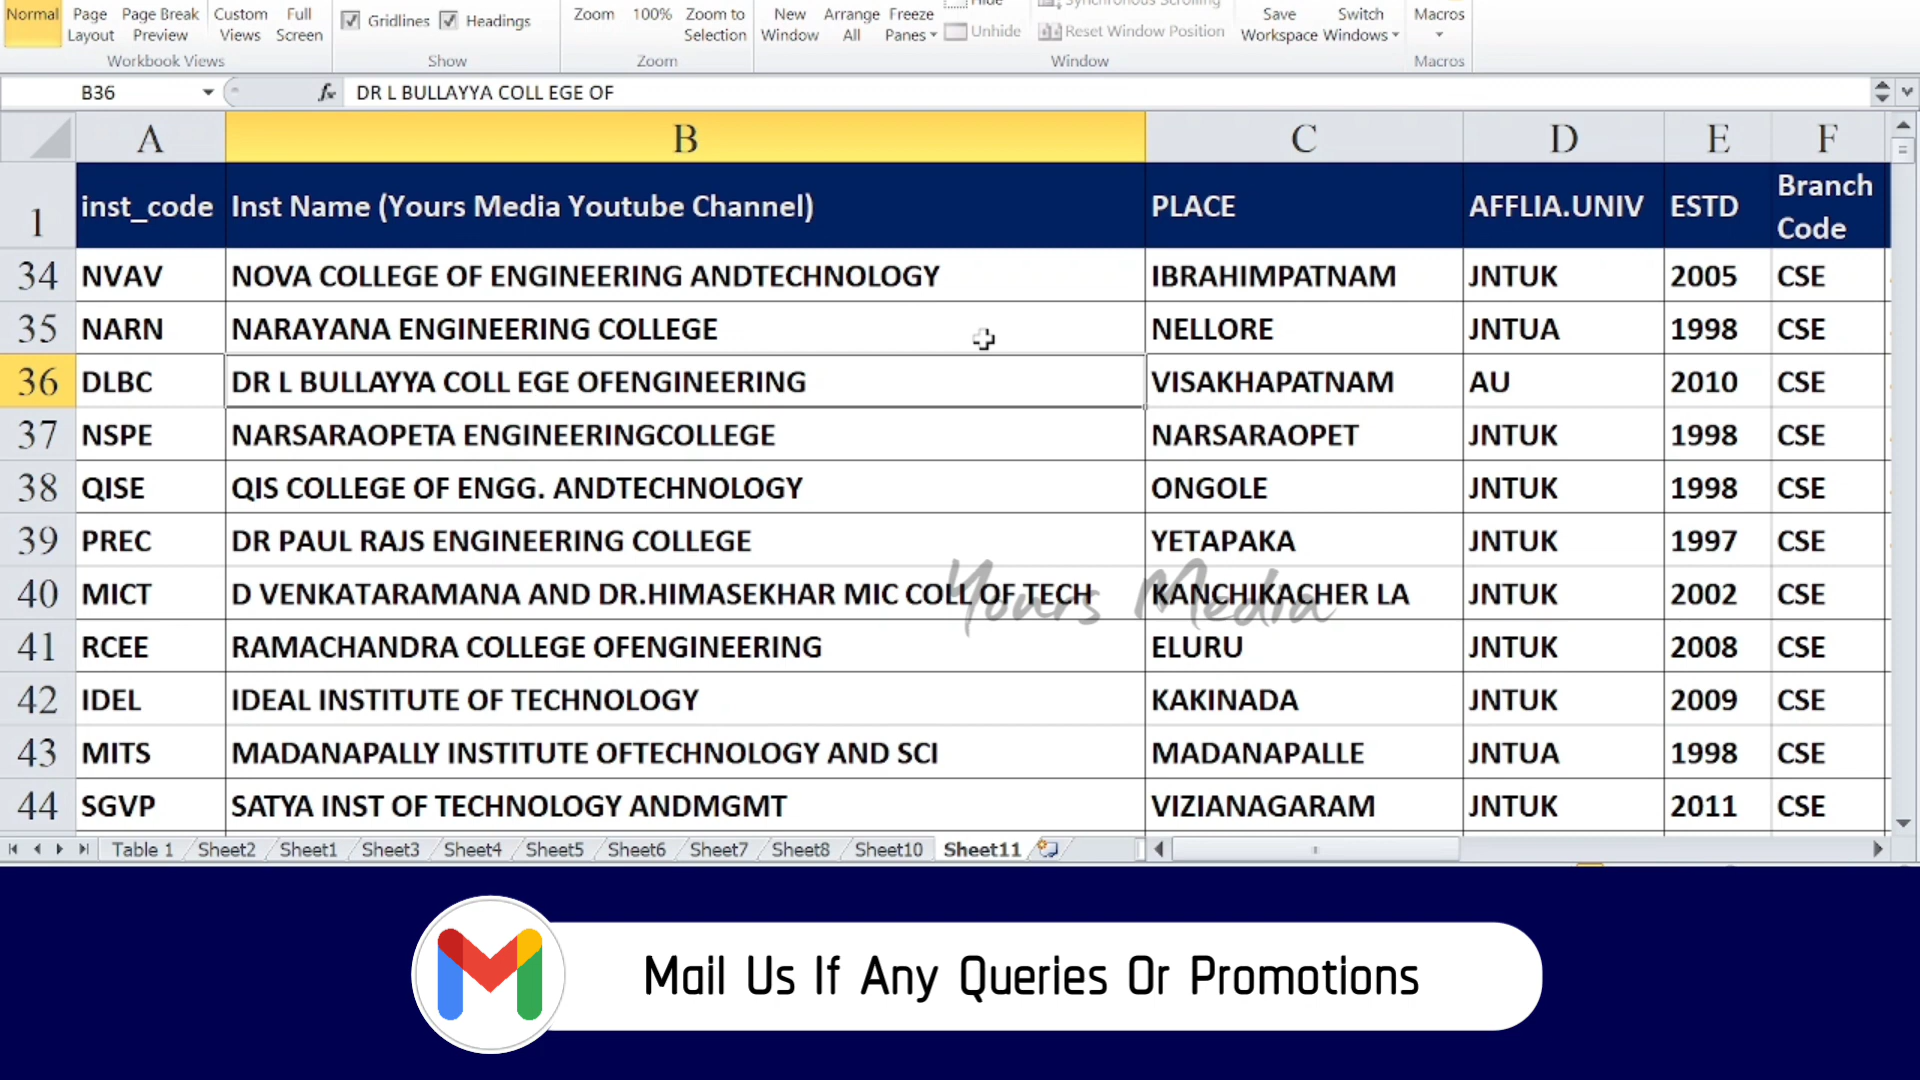 Normal Page Page Break Custom Full Gridlines Headings Zoom 100% Zoom to New Arrange Freeze Hide Synchronous Scrolling Save Switch Macros
Layout Preview Views Screen Selection Window All Panes Unhide Reset Window Position Workspace Windows
Workbook Views Show Zoom Window Macros
B36 fx DR L BULLAYYA COLL EGE OF
A B C D E F
1 inst_code Inst Name (Yours Media Youtube Channel) PLACE AFFLIA.UNIV ESTD Branch Code
34 NVAV NOVA COLLEGE OF ENGINEERING ANDTECHNOLOGY IBRAHIMPATNAM JNTUK 2005 CSE
35 NARN NARAYANA ENGINEERING COLLEGE NELLORE JNTUA 1998 CSE
36 DLBC DR L BULLAYYA COLL EGE OFENGINEERING VISAKHAPATNAM AU 2010 CSE
37 NSPE NARSARAOPETA ENGINEERINGCOLLEGE NARSARAOPET JNTUK 1998 CSE
38 QISE QIS COLLEGE OF ENGG. ANDTECHNOLOGY ONGOLE JNTUK 1998 CSE
39 PREC DR PAUL RAJS ENGINEERING COLLEGE YETAPAKA JNTUK 1997 CSE
40 MICT D VENKATARAMANA AND DR.HIMASEKHAR MIC COLL OF TECH KANCHIKACHER LA JNTUK 2002 CSE
Yours Media
41 RCEE RAMACHANDRA COLLEGE OFENGINEERING ELURU JNTUK 2008 CSE
42 IDEL IDEAL INSTITUTE OF TECHNOLOGY KAKINADA JNTUK 2009 CSE
43 MITS MADANAPALLY INSTITUTE OFTECHNOLOGY AND SCI MADANAPALLE JNTUA 1998 CSE
44 SGVP SATYA INST OF TECHNOLOGY ANDMGMT VIZIANAGARAM JNTUK 2011 CSE
Table 1 Sheet2 Sheet1 Sheet3 Sheet4 Sheet5 Sheet6 Sheet7 Sheet8 Sheet10 Sheet11
Mail Us If Any Queries Or Promotions